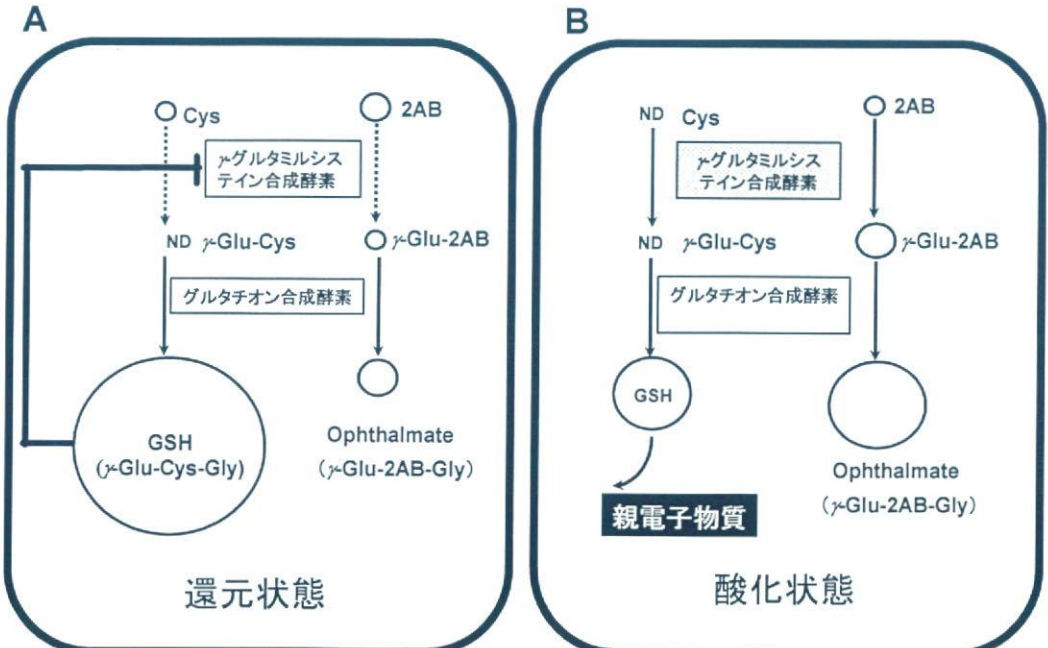 A
Cys
2AB
γグルタミルシス
テイン合成酵素
ND γ-Glu-Cys
γ-Glu-2AB
グルタチオン合成酵素
GSH
(γ-Glu-Cys-Gly)
Ophthalmate
(γ-Glu-2AB-Gly)
還元状態
B
ND Cys
2AB
γグルタミルシス
テイン合成酵素
ND γ-Glu-Cys
γ-Glu-2AB
グルタチオン合成酵素
GSH
Ophthalmate
(γ-Glu-2AB-Gly)
親電子物質
酸化状態